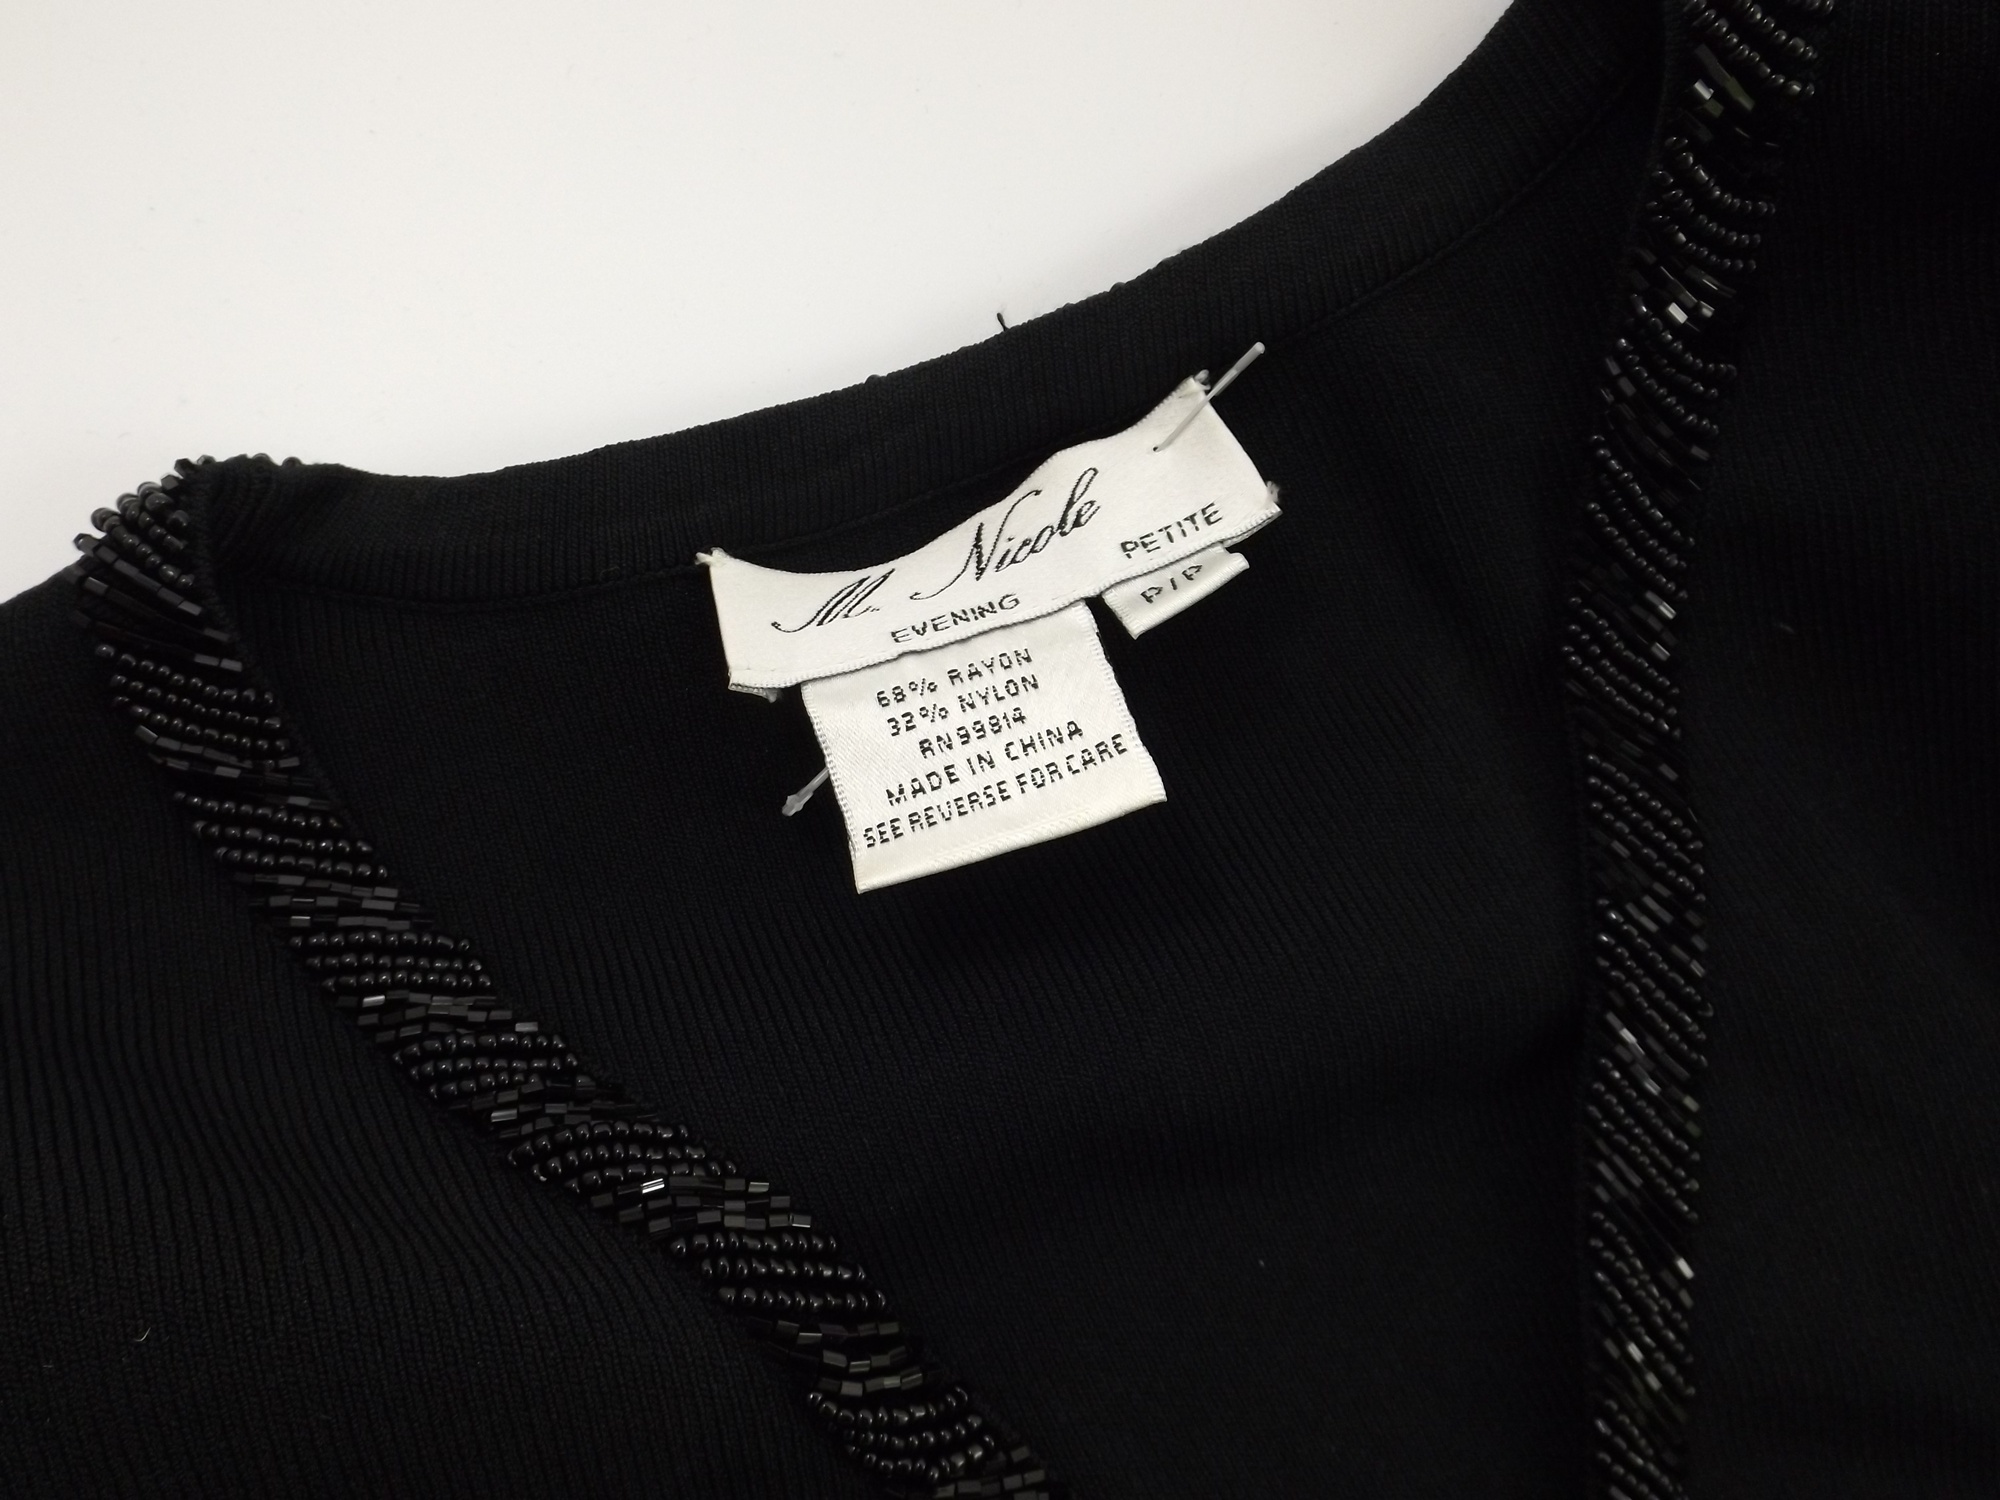 M. Nicole
EVENING
PETITE
P/P
68% RAYON
32% NYLON
RN99814
MADE IN CHINA
SEE REVERSE FOR CARE